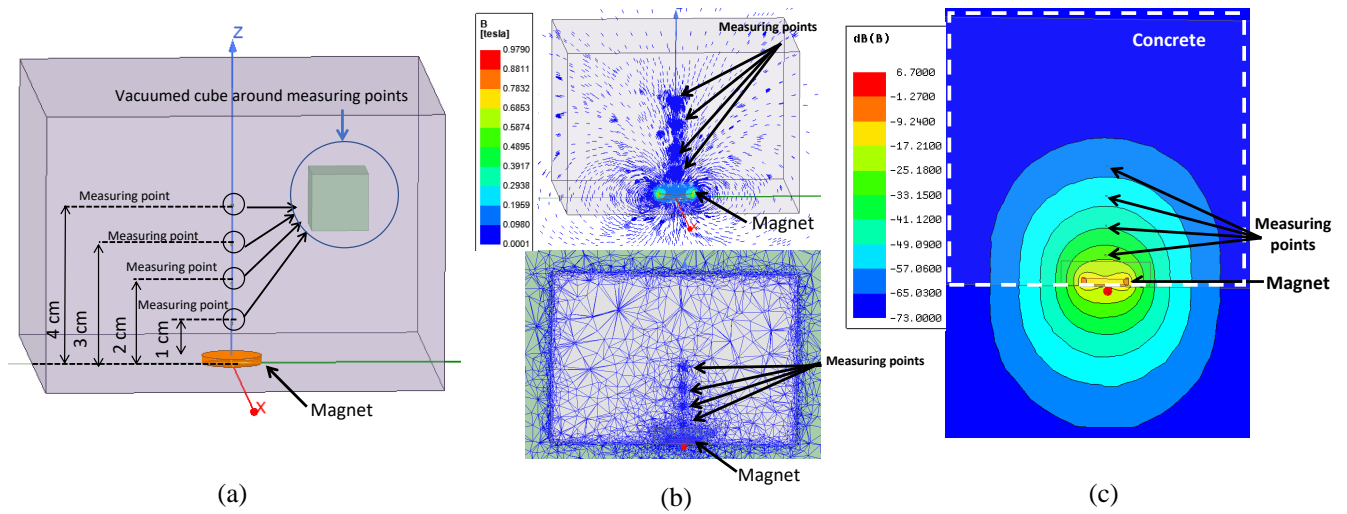 Z
Vacuumed cube around measuring points
Measuring point
Measuring point
Measuring point
Measuring point
4 cm
3 cm
2 cm
1 cm
X
Magnet
(a)
B
[tesla]
0.9790
0.8811
0.7832
0.6853
0.5874
0.4895
0.3917
0.2938
0.1959
0.0980
0.0001
Measuring points
Magnet
Measuring points
Magnet
(b)
dB(B)
6.7000
-1.2700
-9.2400
-17.2100
-25.1800
-33.1500
-41.1200
-49.0900
-57.0600
-65.0300
-73.0000
Concrete
Measuring
points
Magnet
(c)